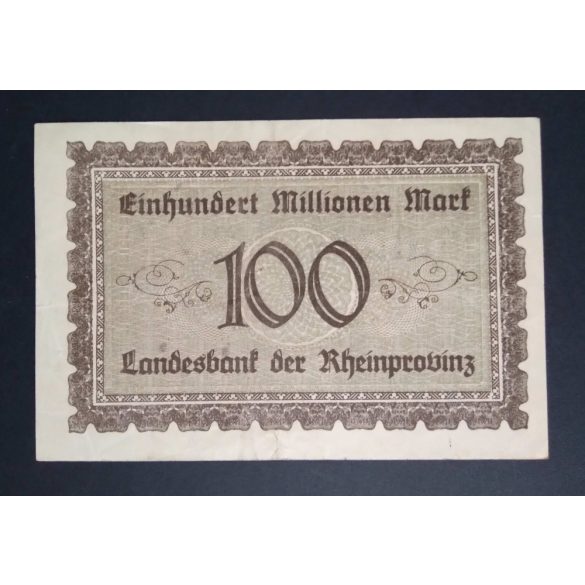 Einhundert Millionen Mark
100
Landesbank der Rheinprovinz